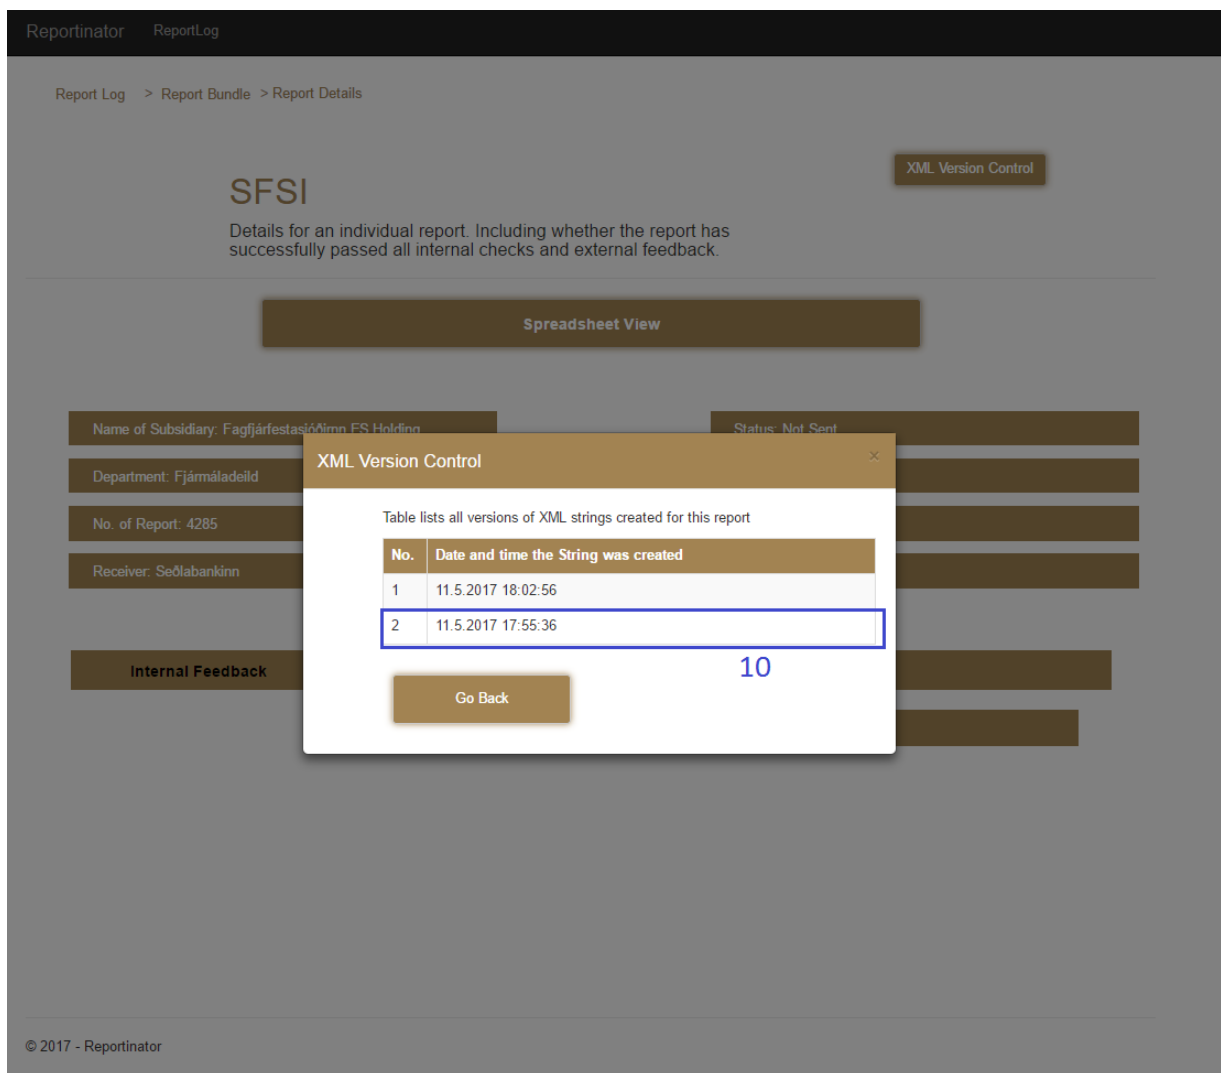 Reportinator ReportLog
Report Log > Report Bundle > Report Details
XML Version Control
SFSI
Details for an individual report. Including whether the report has
successfully passed all internal checks and external feedback.
Spreadsheet View
Name of Subsidiary: Fagfjárfestasjóðirnn ES Holding
Status: Not Sent
Department: Fjármáladeild
No. of Report: 4285
Receiver: Seðlabankinn
Internal Feedback
XML Version Control ×
Table lists all versions of XML strings created for this report
No. Date and time the String was created
1 11.5.2017 18:02:56
2 11.5.2017 17:55:36
10
Go Back
© 2017 - Reportinator